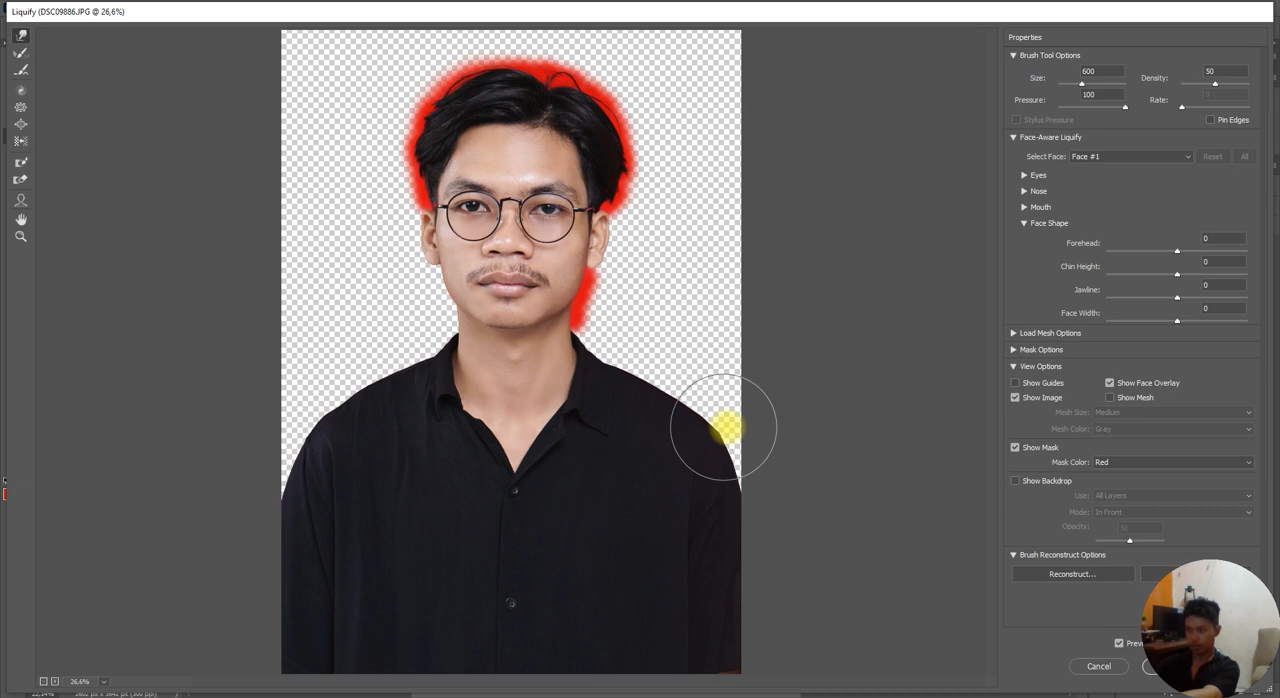 Liquify (DSC09886.JPG @ 26,6%)
Properties
Brush Tool Options
Size: 600 Density: 50
Pressure: 100 Rate: 0
Stylus Pressure Pin Edges
Face-Aware Liquify
Select Face: Face #1 Reset All
Eyes
Nose
Mouth
Face Shape
Forehead: 0
Chin Height: 0
Jawline: 0
Face Width: 0
Load Mesh Options
Mask Options
View Options
Show Guides Show Face Overlay
Show Image Show Mesh
Mesh Size: Medium
Mesh Color: Gray
Show Mask
Mask Color: Red
Show Backdrop
Use: All Layers
Mode: In Front
Opacity: 50
Brush Reconstruct Options
Reconstruct...
Cancel
26,6%